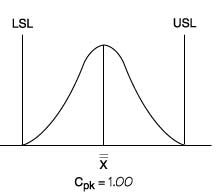 LSL USL
X̿
Cpk = 1.00